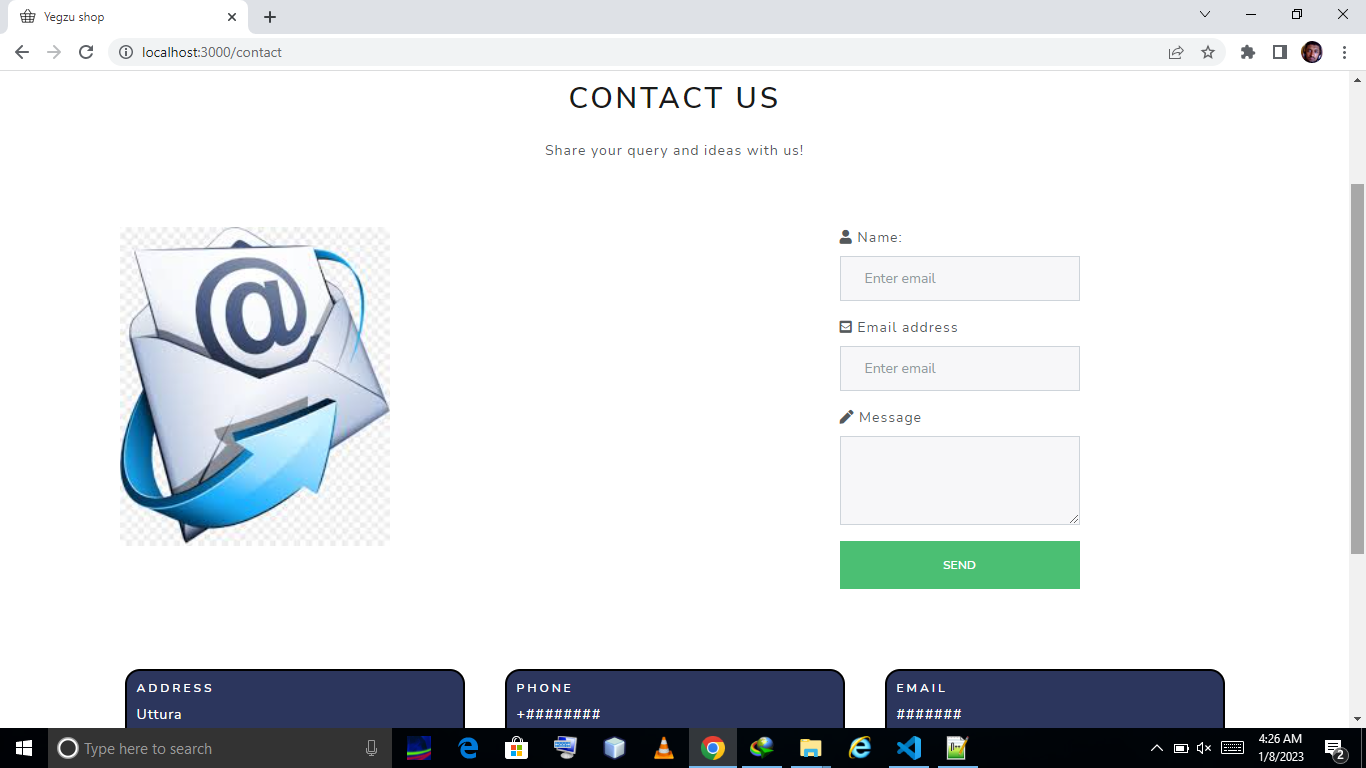 Yegzu shop
localhost:3000/contact
CONTACT US
Share your query and ideas with us!
@
Name:
Enter email
Email address
Enter email
Message
SEND
ADDRESS
Uttura
PHONE
+########
EMAIL
#######
Type here to search
4:26 AM
1/8/2023
2